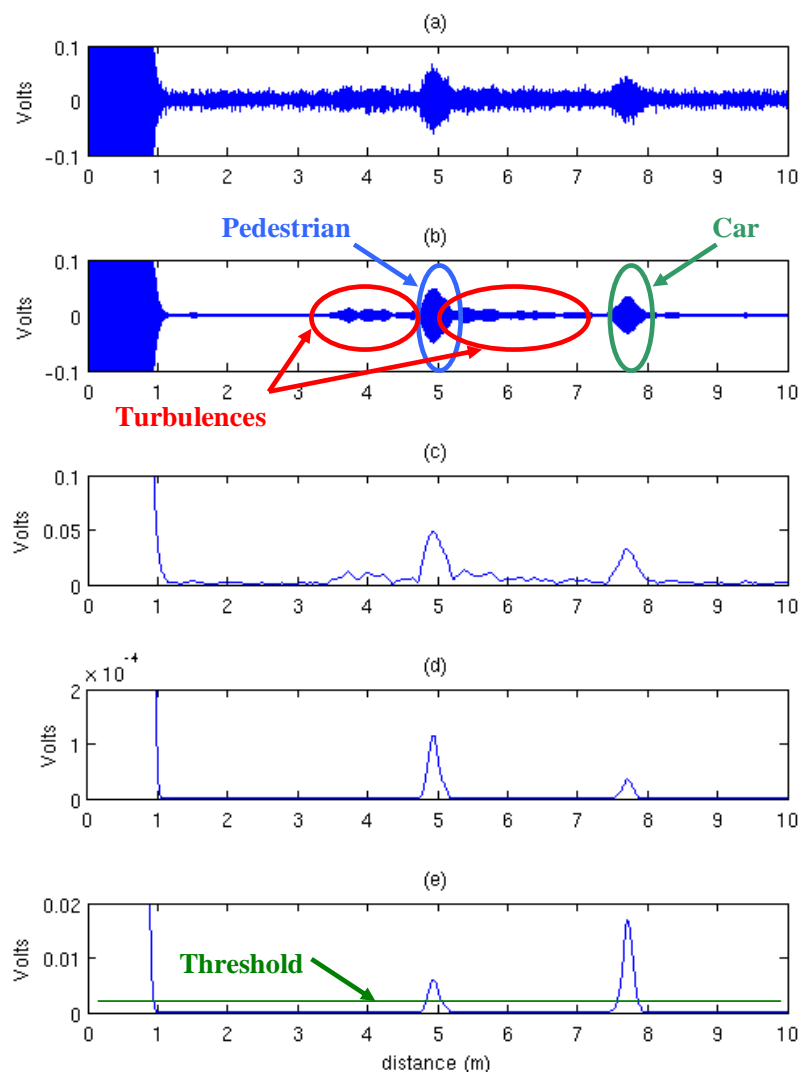 (a)
0.1
0
-0.1
Volts
0 1 2 3 4 5 6 7 8 9 10
Pedestrian
(b)
Car
0.1
0
-0.1
Volts
0 1 2 3 4 5 6 7 8 9 10
Turbulences
(c)
0.1
0.05
0
Volts
0 1 2 3 4 5 6 7 8 9 10
(d)
× 10⁻⁴
2
1
0
Volts
0 1 2 3 4 5 6 7 8 9 10
(e)
0.02
0.01
0
Volts
Threshold
0 1 2 3 4 5 6 7 8 9 10
distance (m)